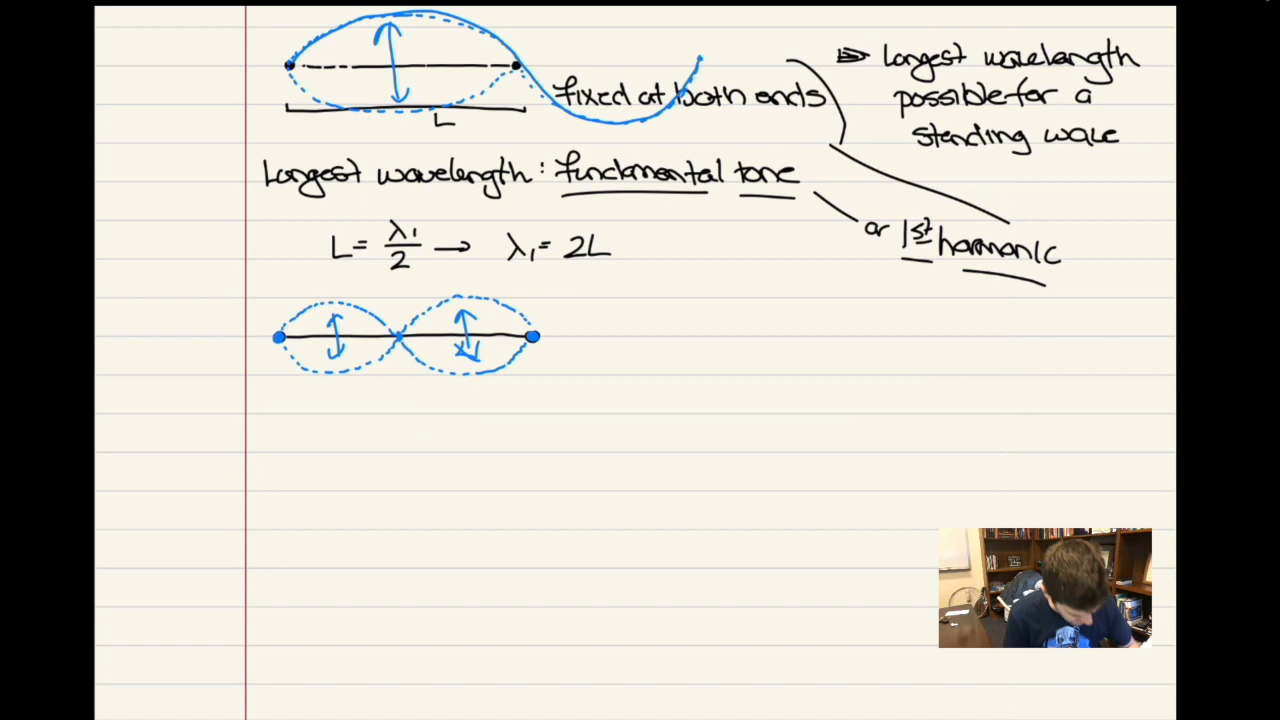 fixed at both ends
L
⇒ Longest wavelength
possible for a
standing wave
Longest wavelength: fundamental tone
or 1st harmonic
L = λ₁/2 → λ₁ = 2L